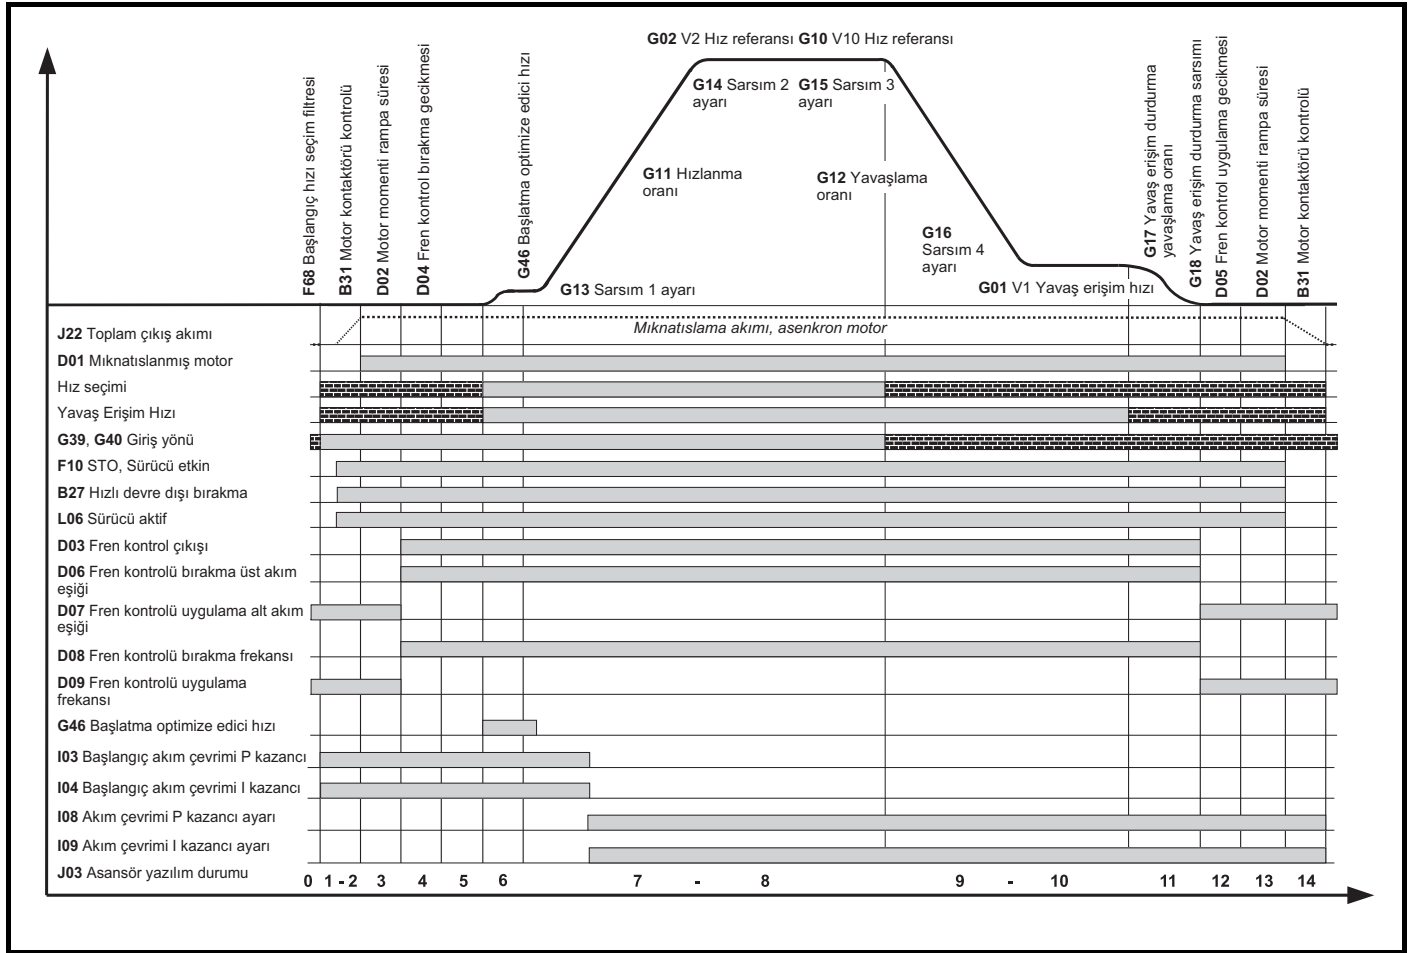 G02 V2 Hız referansı G10 V10 Hız referansı
F68 Başlangıç hızı seçim filtresi
B31 Motor kontaktörü kontrolü
D02 Motor momenti rampa süresi
D04 Fren kontrol bırakma gecikmesi
G46 Başlatma optimize edici hızı
G14 Sarsım 2
ayarı
G15 Sarsım 3
ayarı
G11 Hızlanma
oranı
G12 Yavaşlama
oranı
G16
Sarsım 4
ayarı
G13 Sarsım 1 ayarı
G01 V1 Yavaş erişim hızı
G17 Yavaş erişim durdurma
yavaşlama oranı
G18 Yavaş erişim durdurma sarsımı
D05 Fren kontrol uygulama gecikmesi
D02 Motor momenti rampa süresi
B31 Motor kontaktörü kontrolü
J22 Toplam çıkış akımı
Mıknatıslama akımı, asenkron motor
D01 Mıknatıslanmış motor
Hız seçimi
Yavaş Erişim Hızı
G39, G40 Giriş yönü
F10 STO, Sürücü etkin
B27 Hızlı devre dışı bırakma
L06 Sürücü aktif
D03 Fren kontrol çıkışı
D06 Fren kontrolü bırakma üst akım
eşiği
D07 Fren kontrolü uygulama alt akım
eşiği
D08 Fren kontrolü bırakma frekansı
D09 Fren kontrolü uygulama
frekansı
G46 Başlatma optimize edici hızı
I03 Başlangıç akım çevrimi P kazancı
I04 Başlangıç akım çevrimi I kazancı
I08 Akım çevrimi P kazancı ayarı
I09 Akım çevrimi I kazancı ayarı
J03 Asansör yazılım durumu
0 1 - 2 3 4 5 6 7 - 8 9 - 10 11 12 13 14